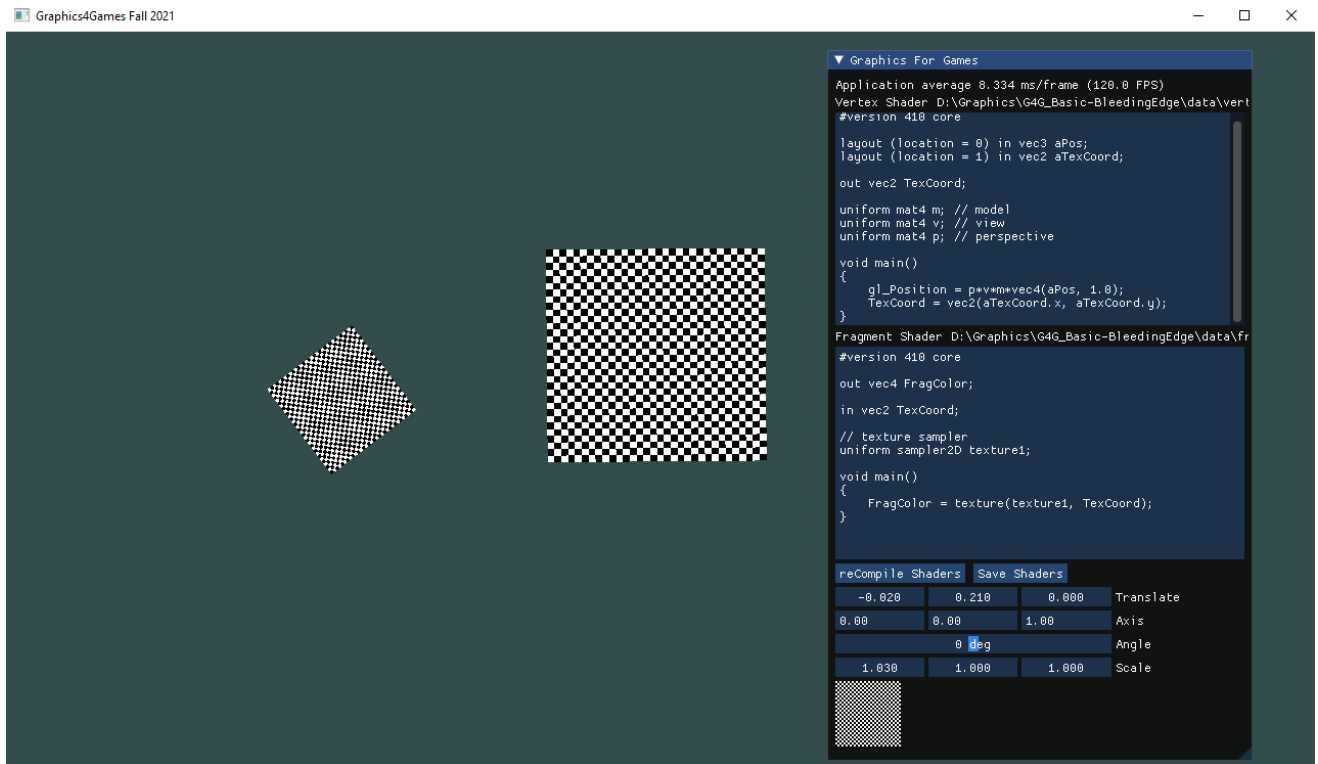 Graphics4Games Fall 2021
Graphics For Games
Application average 8.334 ms/frame (120.0 FPS)
Vertex Shader D:\Graphics\G4G_Basic-BleedingEdge\data\vert
#version 410 core
layout (location = 0) in vec3 aPos;
layout (location = 1) in vec2 aTexCoord;
out vec2 TexCoord;
uniform mat4 m; // model
uniform mat4 v; // view
uniform mat4 p; // perspective
void main()
{
gl_Position = p*v*m*vec4(aPos, 1.0);
TexCoord = vec2(aTexCoord.x, aTexCoord.y);
}
Fragment Shader D:\Graphics\G4G_Basic-BleedingEdge\data\fr
#version 410 core
out vec4 FragColor;
in vec2 TexCoord;
// texture sampler
uniform sampler2D texture1;
void main()
{
FragColor = texture(texture1, TexCoord);
}
reCompile Shaders Save Shaders
-0.020 0.210 0.000 Translate
0.00 0.00 1.00 Axis
0 deg Angle
1.030 1.000 1.000 Scale